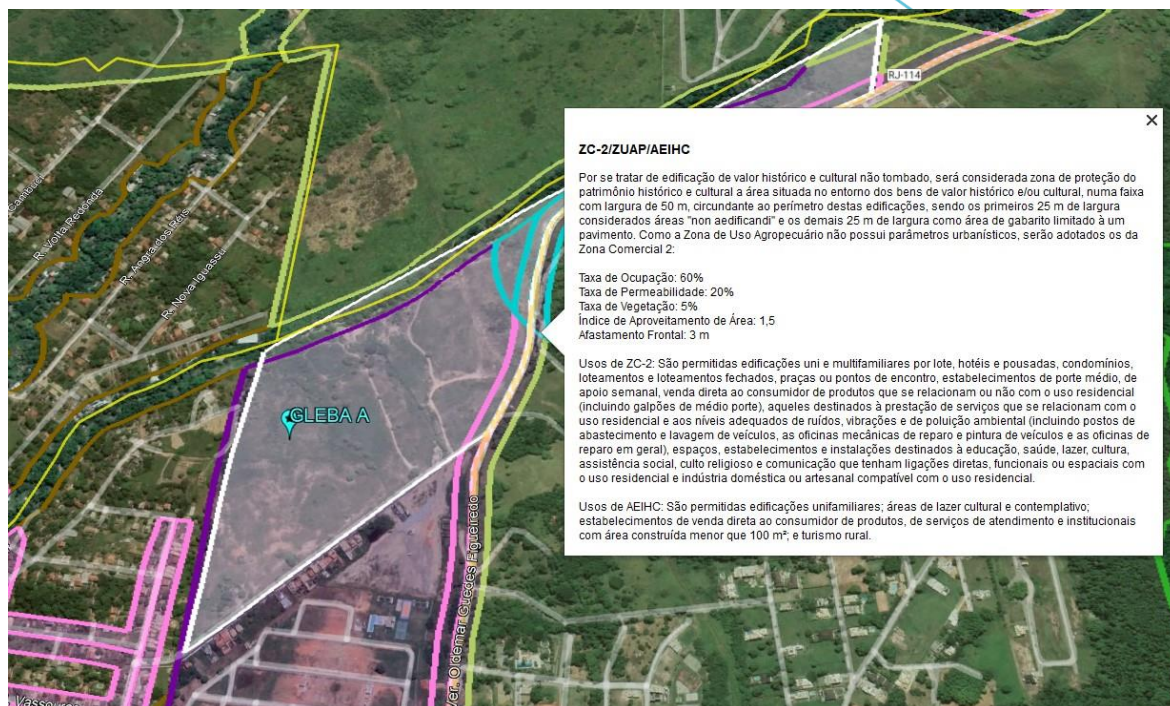 RJ-114
ZC-2/ZUAP/AEIHC
Por se tratar de edificação de valor histórico e cultural não tombado, será considerada zona de proteção do
patrimônio histórico e cultural a área situada no entorno dos bens de valor histórico e/ou cultural, numa faixa
com largura de 50 m, circundante ao perímetro destas edificações, sendo os primeiros 25 m de largura
considerados áreas "non aedificandi" e os demais 25 m de largura como área de gabarito limitado à um
pavimento. Como a Zona de Uso Agropecuário não possui parâmetros urbanísticos, serão adotados os da
Zona Comercial 2:
Taxa de Ocupação: 60%
Taxa de Permeabilidade: 20%
Taxa de Vegetação: 5%
Índice de Aproveitamento de Área: 1,5
Afastamento Frontal: 3 m
Usos de ZC-2: São permitidas edificações uni e multifamiliares por lote, hotéis e pousadas, condomínios,
loteamentos e loteamentos fechados, praças ou pontos de encontro, estabelecimentos de porte médio, de
apoio semanal, venda direta ao consumidor de produtos que se relacionam ou não com o uso residencial
(incluindo galpões de médio porte), aqueles destinados à prestação de serviços que se relacionam com o
uso residencial e aos níveis adequados de ruídos, vibrações e de poluição ambiental (incluindo postos de
abastecimento e lavagem de veículos, as oficinas mecânicas de reparo e pintura de veículos e as oficinas de
reparo em geral), espaços, estabelecimentos e instalações destinados à educação, saúde, lazer, cultura,
assistência social, culto religioso e comunicação que tenham ligações diretas, funcionais ou espaciais com
o uso residencial e indústria doméstica ou artesanal compatível com o uso residencial.
Usos de AEIHC: São permitidas edificações unifamiliares; áreas de lazer cultural e contemplativo;
estabelecimentos de venda direta ao consumidor de produtos, de serviços de atendimento e institucionais
com área construída menor que 100 m²; e turismo rural.
Cambuci
R. Volta Redonda
R. Angra dos Reis
R. Nova Iguassu
GLEBA A
Ver. Oldemar Guedes Figueiredo